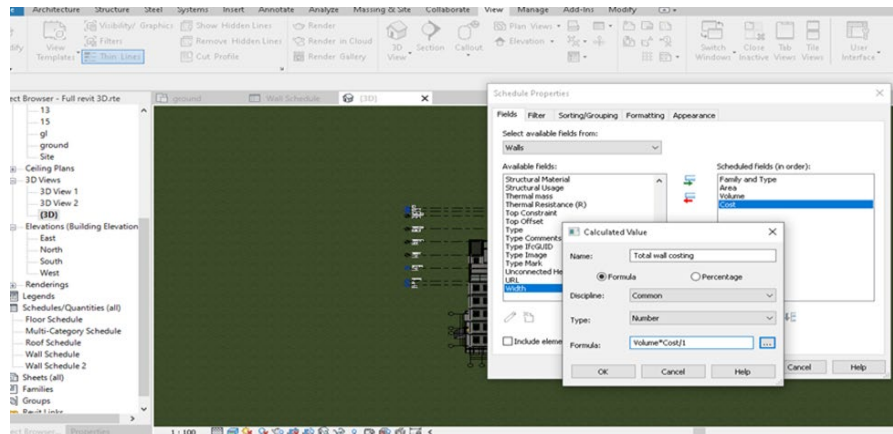 Architecture Structure Steel Systems Insert Annotate Analyze Massing & Site Collaborate View Manage Add-Ins Modify
View Templates
Visibility/ Graphics
Filters
Thin Lines
Show Hidden Lines
Remove Hidden Lines
Cut Profile
Render
Render in Cloud
Render Gallery
3D View
Section
Callout
Plan Views
Elevation
Switch Windows
Close Inactive
Tab Views
Tile Views
User Interface
ect Browser - Full revit 3D.rte
ground
Wall Schedule
(3D)
13
15
gl
ground
Site
Ceiling Plans
3D Views
3D View 1
3D View 2
(3D)
Elevations (Building Elevation
East
North
South
West
Renderings
Legends
Schedules/Quantities (all)
Floor Schedule
Multi-Category Schedule
Roof Schedule
Wall Schedule
Wall Schedule 2
Sheets (all)
Families
Groups
Revit Links
ect Browser... Properties
1 : 100
Schedule Properties
Fields Filter Sorting/Grouping Formatting Appearance
Select available fields from:
Walls
Available fields:
Structural Material
Structural Usage
Thermal mass
Thermal Resistance (R)
Top Constraint
Top Offset
Type
Type Comments
Type IfcGUID
Type Image
Type Mark
Unconnected He
URL
Width
Include eleme
Scheduled fields (in order):
Family and Type
Area
Volume
Cost
Cancel Help
Calculated Value
Name: Total wall costing
Formula Percentage
Discipline: Common
Type: Number
Formula: Volume*Cost/1 ...
OK Cancel Help